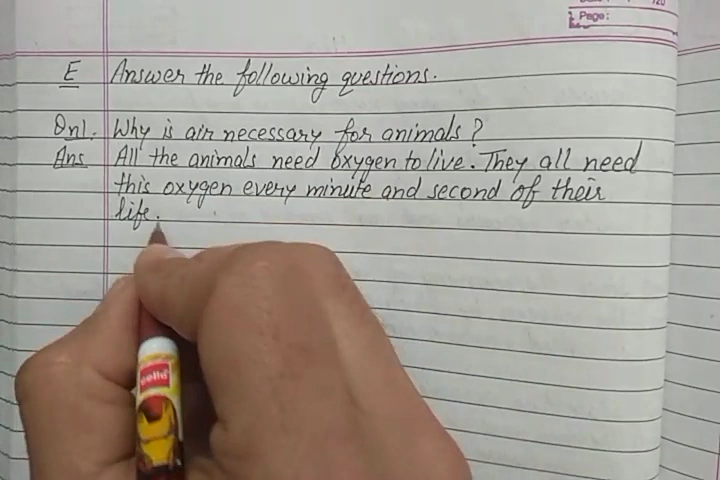 Page:
E Answer the following questions.
Qn1. Why is air necessary for animals?
Ans All the animals need oxygen to live. They all need
this oxygen every minute and second of their
life.
cello